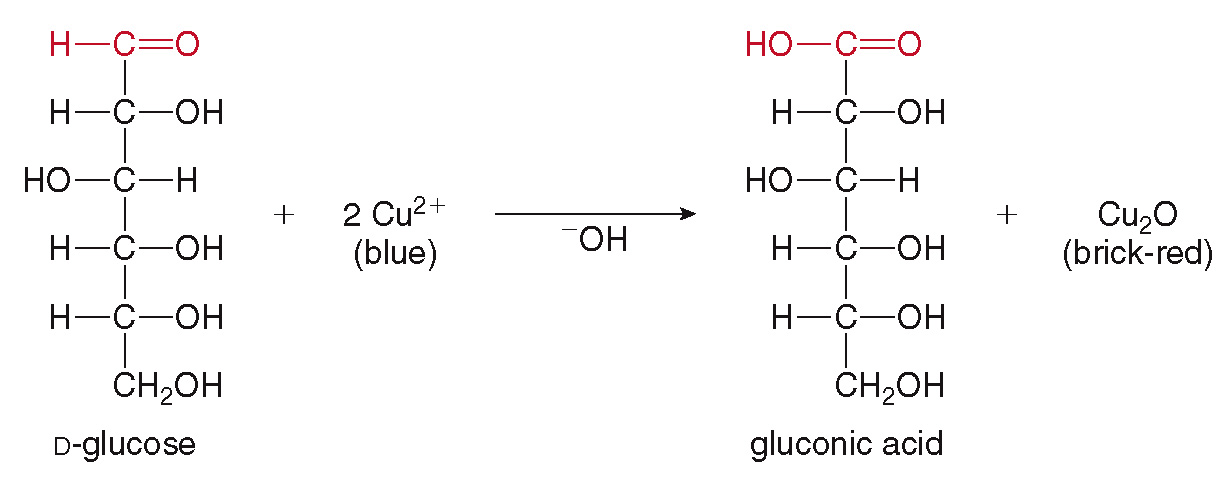 H—C=O
H—C—OH
HO—C—H
H—C—OH
H—C—OH
CH₂OH
D-glucose
+
2 Cu²⁺
(blue)
⁻OH
HO—C=O
H—C—OH
HO—C—H
H—C—OH
H—C—OH
CH₂OH
gluconic acid
+
Cu₂O
(brick-red)